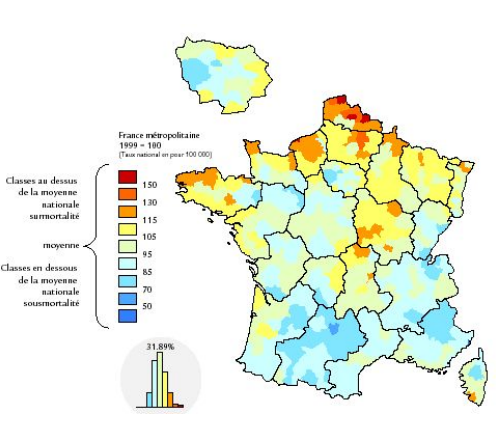 France métropolitaine
1999 = 100
(Taux national en pour 100 000)
Classes au dessus
de la moyenne
nationale
surmortalité
moyenne
Classes en dessous
de la moyenne
nationale
sousmortalité
150
130
115
105
95
85
70
50
31.89%